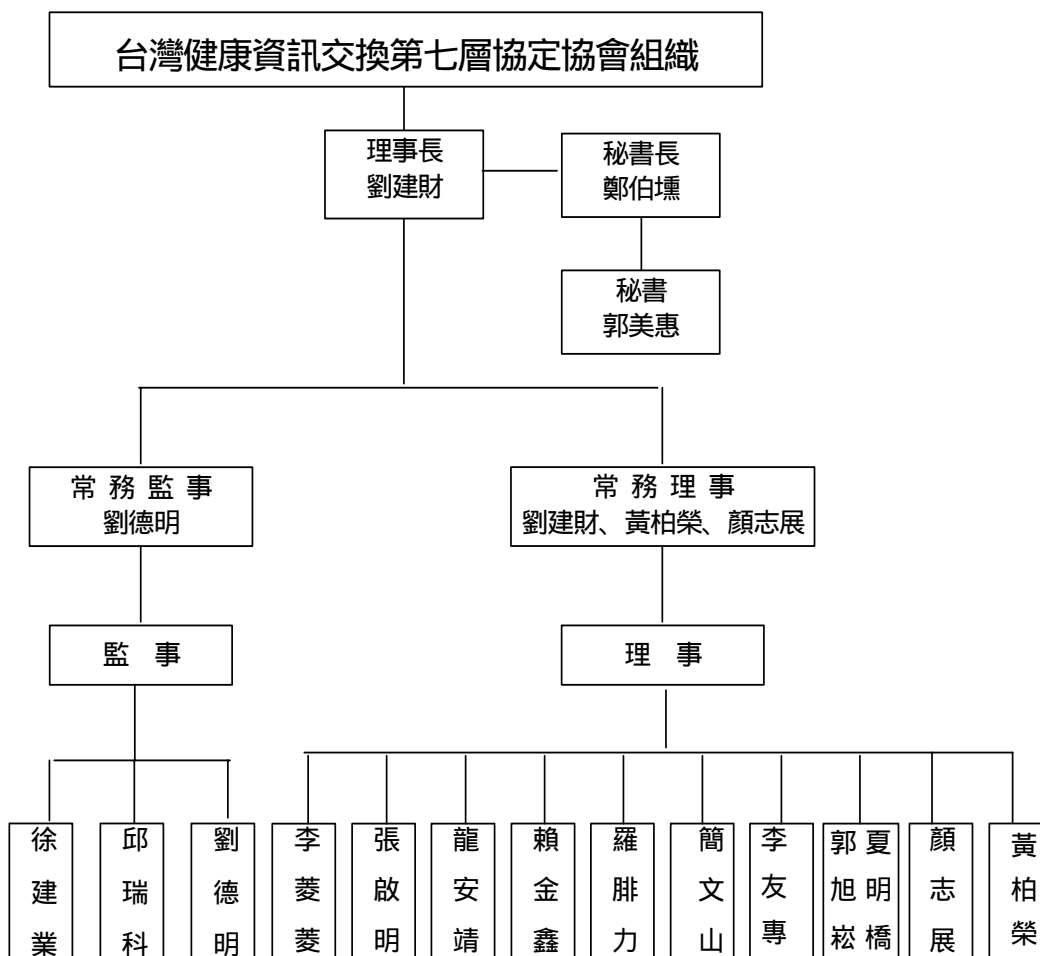 台灣健康資訊交換第七層協定協會組織
理事長
劉建財
秘書長
鄭伯壎
秘書
郭美惠
常務監事
劉德明
常務理事
劉建財、黃柏榮、顏志展
監 事
理 事
徐建業
邱瑞科
劉德明
李菱菱
張啟明
龍安靖
賴金鑫
羅腓力
簡文山
李友專
郭旭崧
夏明橋
顏志展
黃柏榮